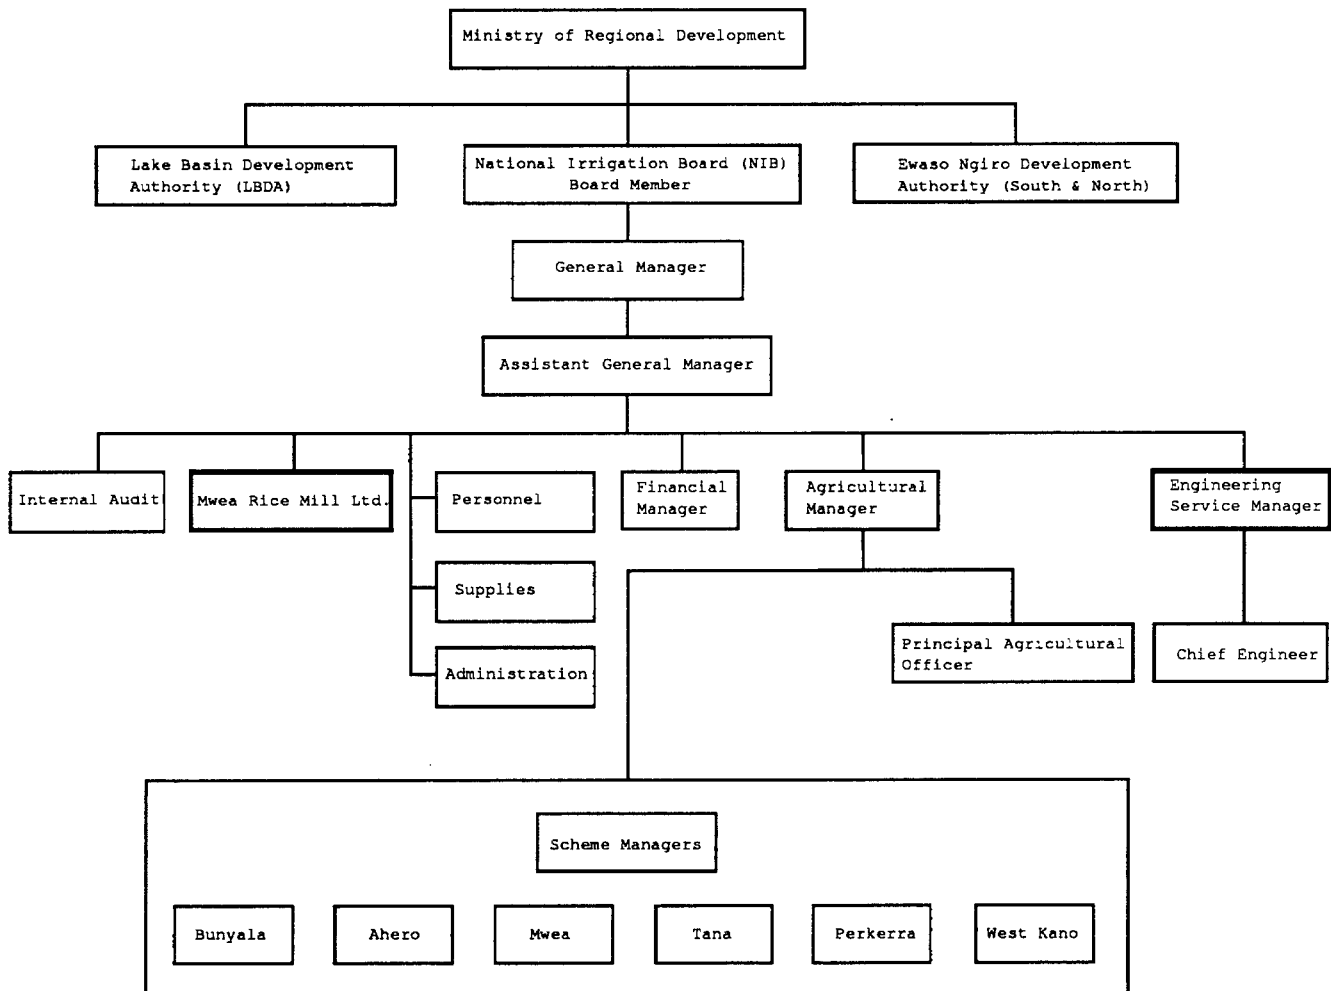 Ministry of Regional Development
Lake Basin Development
Authority (LBDA)
National Irrigation Board (NIB)
Board Member
Ewaso Ngiro Development
Authority (South & North)
General Manager
Assistant General Manager
Internal Audit
Mwea Rice Mill Ltd.
Personnel
Financial
Manager
Agricultural
Manager
Engineering
Service Manager
Supplies
Administration
Principal Agricultural
Officer
Chief Engineer
Scheme Managers
Bunyala
Ahero
Mwea
Tana
Perkerra
West Kano